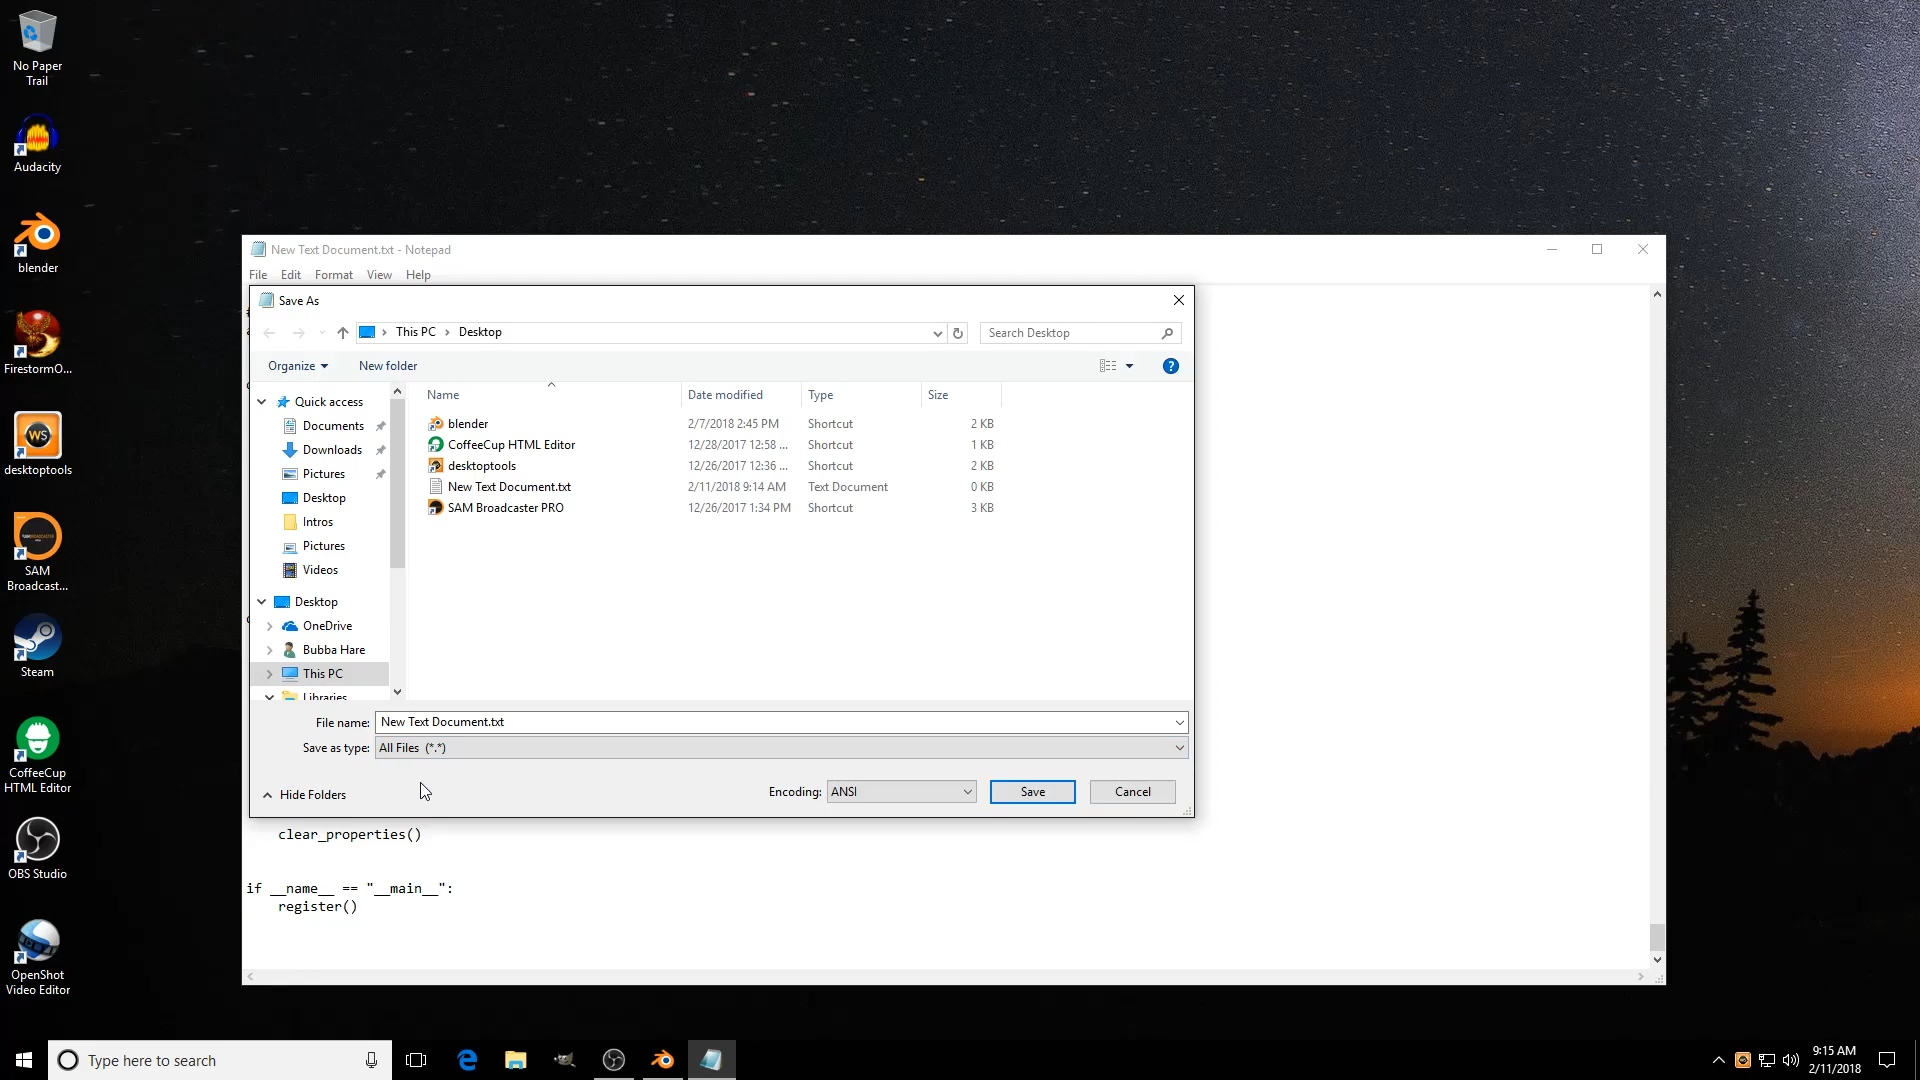 No Paper
Trail
Audacity
blender
FirestormO...
WS
desktoptools
SAM
Broadcast...
Steam
CoffeeCup
HTML Editor
OBS Studio
OpenShot
Video Editor
New Text Document.txt - Notepad
File Edit Format View Help
Save As
This PC Desktop
Search Desktop
Organize New folder
Name Date modified Type Size
blender 2/7/2018 2:45 PM Shortcut 2 KB
CoffeeCup HTML Editor 12/28/2017 12:58 ... Shortcut 1 KB
desktoptools 12/26/2017 12:36 ... Shortcut 2 KB
New Text Document.txt 2/11/2018 9:14 AM Text Document 0 KB
SAM Broadcaster PRO 12/26/2017 1:34 PM Shortcut 3 KB
Quick access
Documents
Downloads
Pictures
Desktop
Intros
Pictures
Videos
Desktop
OneDrive
Bubba Hare
This PC
Libraries
File name: New Text Document.txt
Save as type: All Files (*.*)
Hide Folders
Encoding: ANSI Save Cancel
clear_properties()
if __name__ == "__main__":
register()
Type here to search
9:15 AM
2/11/2018